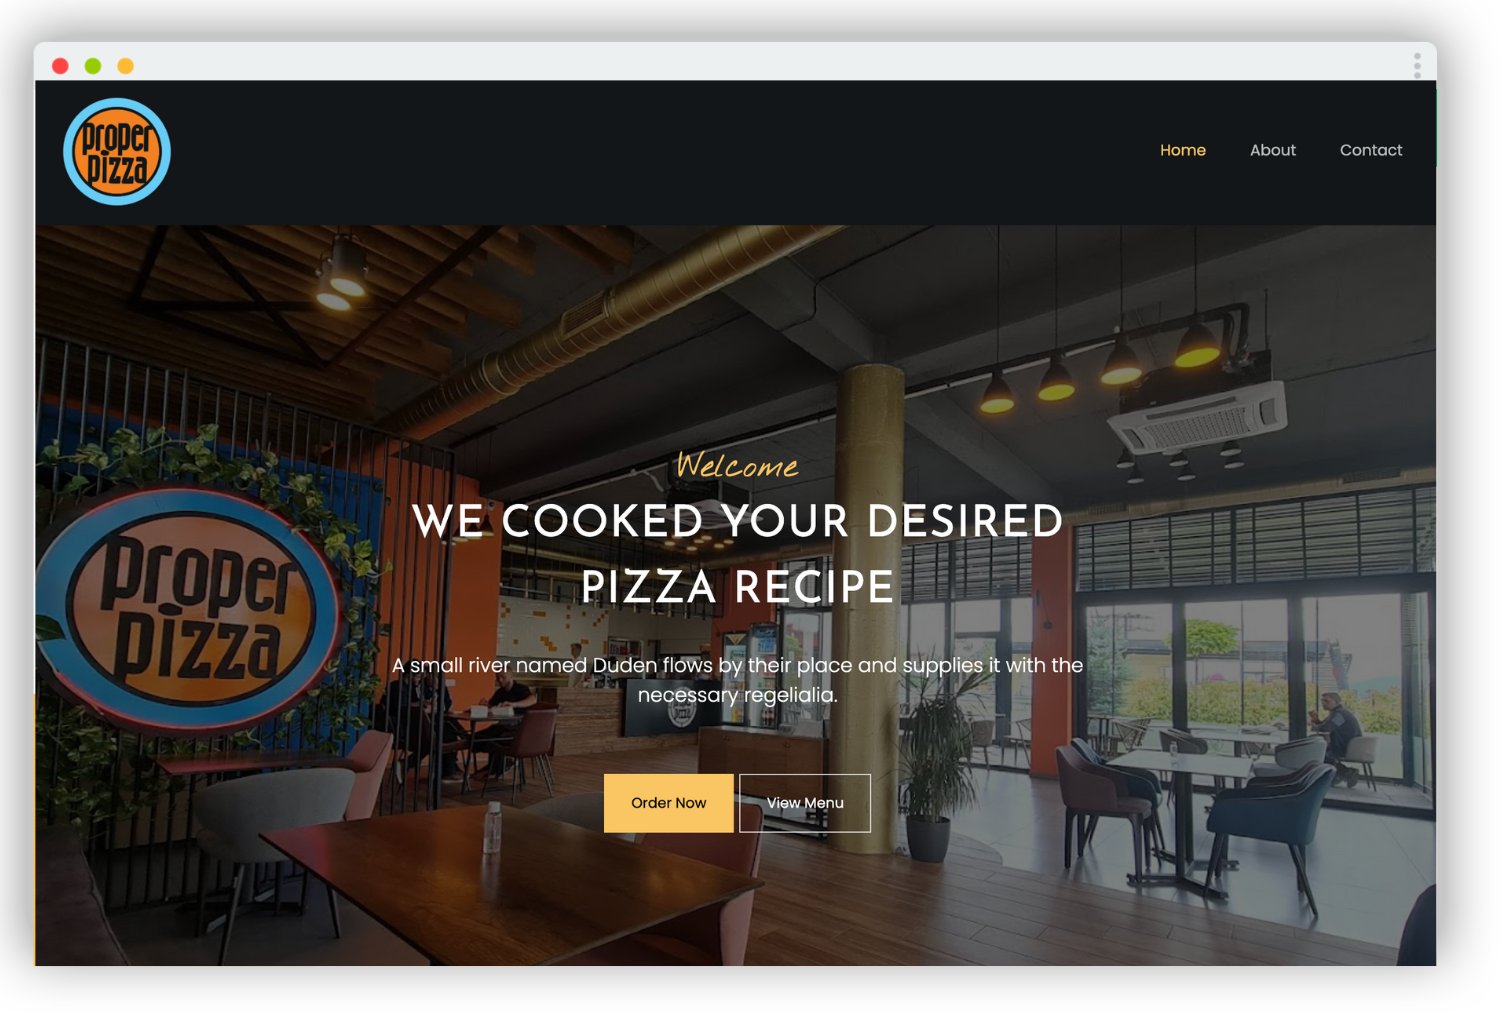 proper
pizza
Home
About
Contact
Welcome
WE COOKED YOUR DESIRED
PIZZA RECIPE
proper
pizza
A small river named Duden flows by their place and supplies it with the
necessary regelialia.
Order Now
View Menu